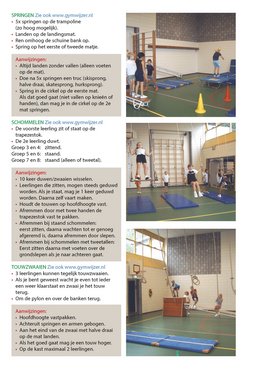 SPRINGEN Zie ook www.gymwijzer.nl
• 5x springen op de trampoline
(zo hoog mogelijk).
• Landen op de landingsmat.
• Ren omhoog de schuine bank op.
• Spring op het eerste of tweede matje.
Aanwijzingen:
• Altijd landen zonder vallen (alleen voeten
op de mat).
• Doe na 5x springen een truc (skisprong,
halve draai, skatesprong, hurksprong).
• Spring in de cirkel op de eerste mat.
Als dat goed gaat (niet vallen op knieën of
handen), dan mag je in de cirkel op de 2e
mat springen.
SCHOMMELEN Zie ook www.gymwijzer.nl
• De voorste leerling zit of staat op de
trapezestok.
• De 2e leerling duwt.
Groep 3 en 4: zittend.
Groep 5 en 6: staand.
Groep 7 en 8: staand (alleen of tweetal).
Aanwijzingen:
• 10 keer duwen/zwaaien wisselen.
• Leerlingen die zitten, mogen steeds geduwd
worden. Als je staat, mag je 1 keer geduwd
worden. Daarna zelf vaart maken.
• Houdt de touwen op hoofdhoogte vast.
• Afremmen door met twee handen de
trapezestok vast te pakken.
• Afremmen bij staand schommelen:
eerst zitten, daarna wachten tot er genoeg
afgeremd is, daarna afremmen door slepen.
• Afremmen bij schommelen met tweetallen:
Eerst zitten, daarna met voeten over de
grondslepen als je naar achteren gaat.
TOUWZWAAIEN Zie ook www.gymwijzer.nl
• 3 leerlingen kunnen tegelijk touwzwaaien.
• Als je bent geweest wacht je even tot ieder
een weer klaarstaat en zwaai je het touw
terug.
• Om de pylon en over de banken terug.
Aanwijzingen:
• Hoofdhoogte vastpakken.
• Achteruit springen en armen gebogen.
• Aan het eind van de zwaai met halve draai
op de mat landen.
• Als het goed gaat mag je een touw hoger.
• Op de kast maximaal 2 leerlingen.